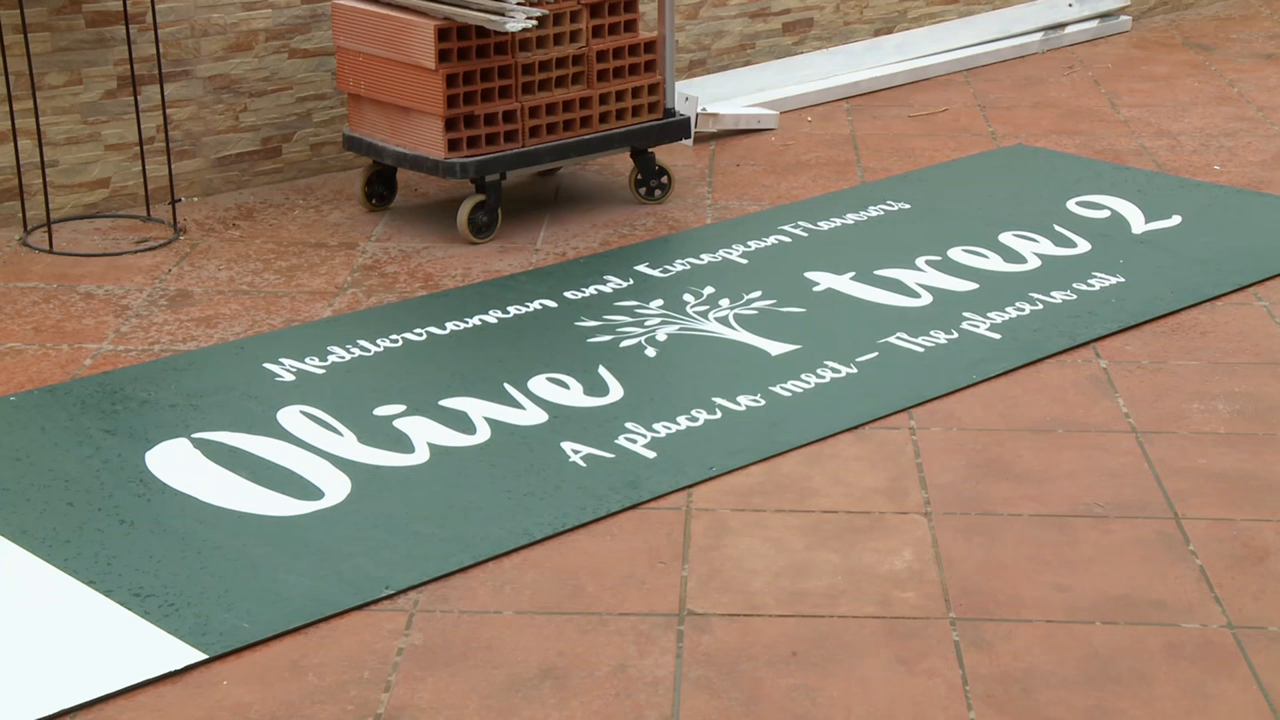 Mediterranean and European Flavours
Olive tree 2
A place to meet - The place to eat